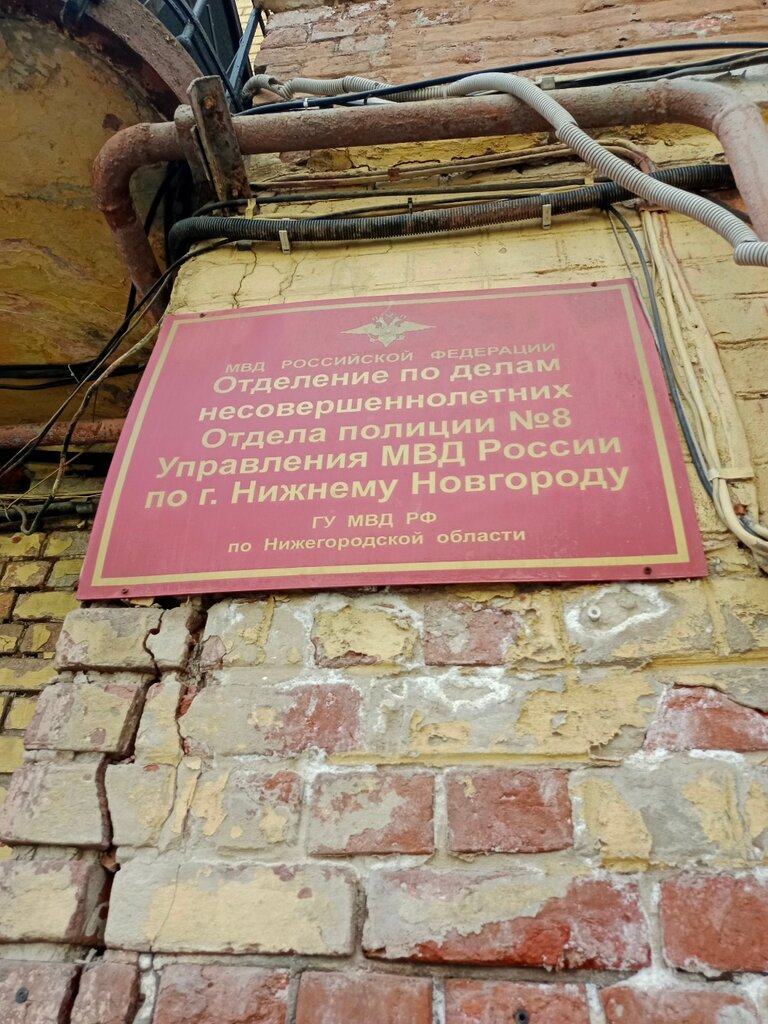 МВД РОССИЙСКОЙ ФЕДЕРАЦИИ
Отделение по делам
несовершеннолетних
Отдела полиции №8
Управления МВД России
по г. Нижнему Новгороду
ГУ МВД РФ
по Нижегородской области